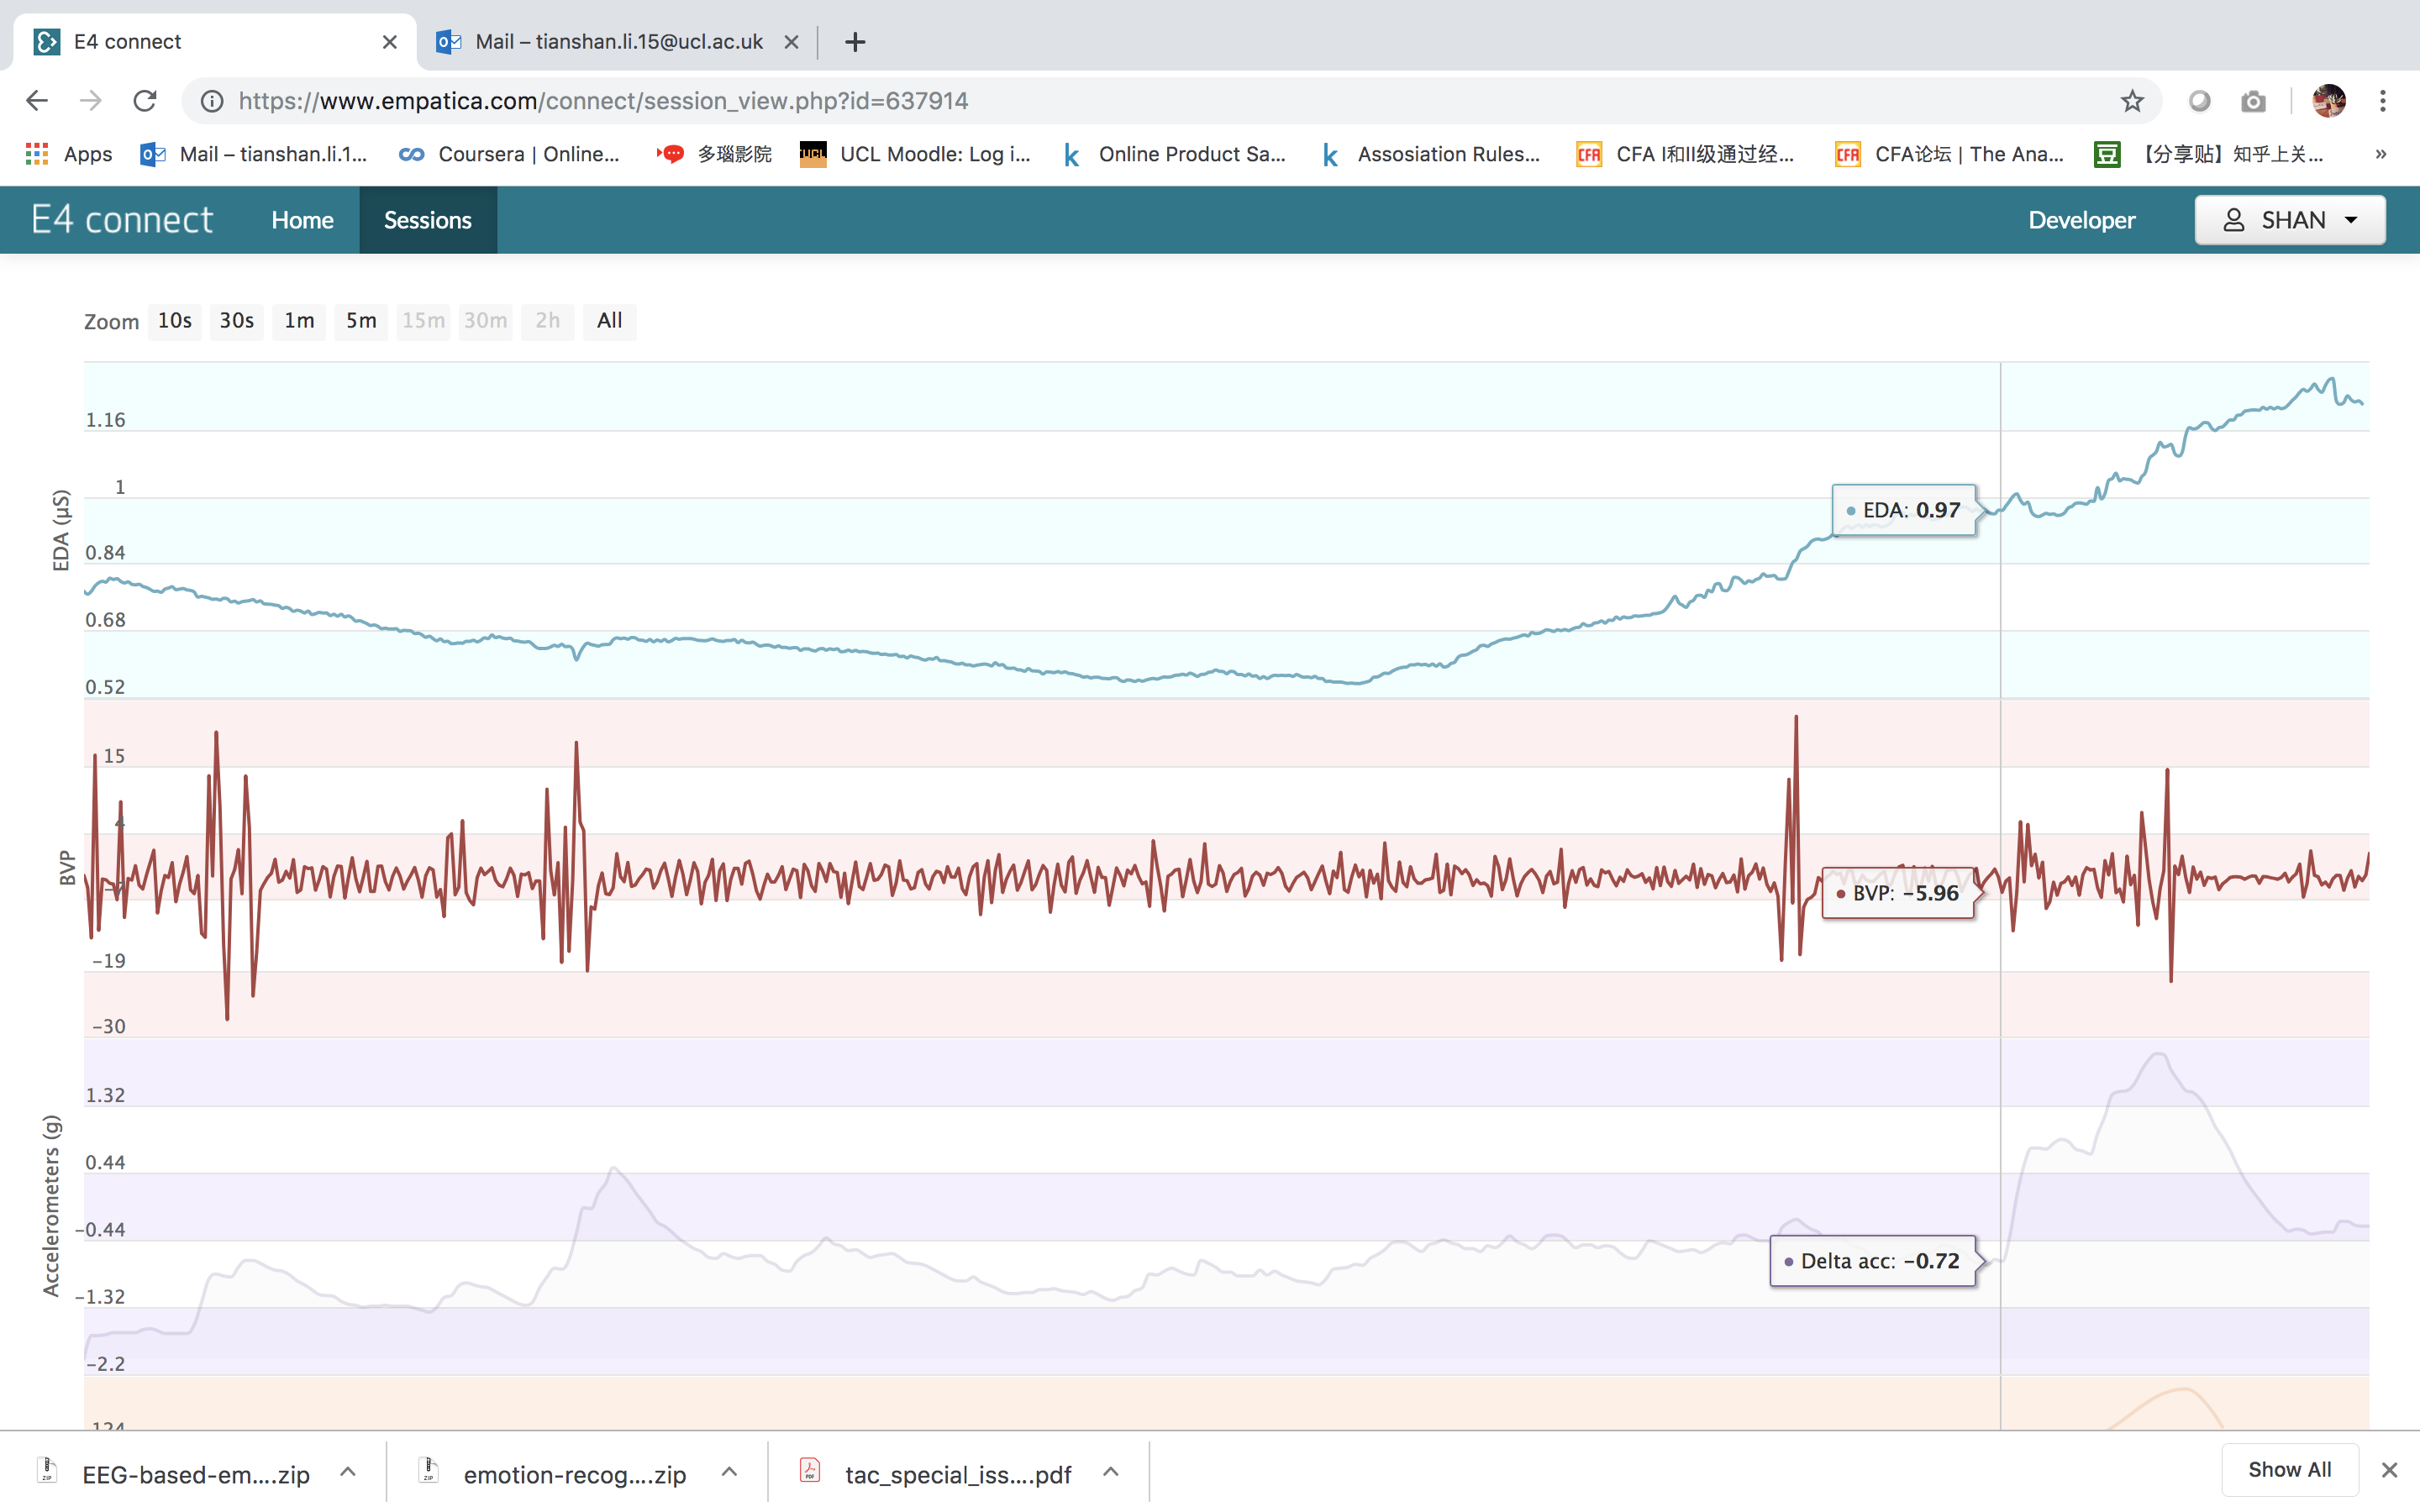 E4 connect
Mail – tianshan.li.15@ucl.ac.uk
https://www.empatica.com/connect/session_view.php?id=637914
Apps
Mail – tianshan.li.1...
Coursera | Online...
多瑙影院
UCL Moodle: Log i...
Online Product Sa...
Assosiation Rules...
CFA I和II级通过经...
CFA论坛 | The Ana...
【分享贴】知乎上关...
»
E4 connect
Home
Sessions
Developer
SHAN
Zoom 10s 30s 1m 5m 15m 30m 2h All
EDA (µS)
1.16
1
0.84
0.68
0.52
EDA: 0.97
BVP
15
4
−7
−19
−30
BVP: −5.96
Accelerometers (g)
1.32
0.44
−0.44
−1.32
−2.2
Delta acc: −0.72
124
EEG-based-em....zip
emotion-recog....zip
tac_special_iss....pdf
Show All